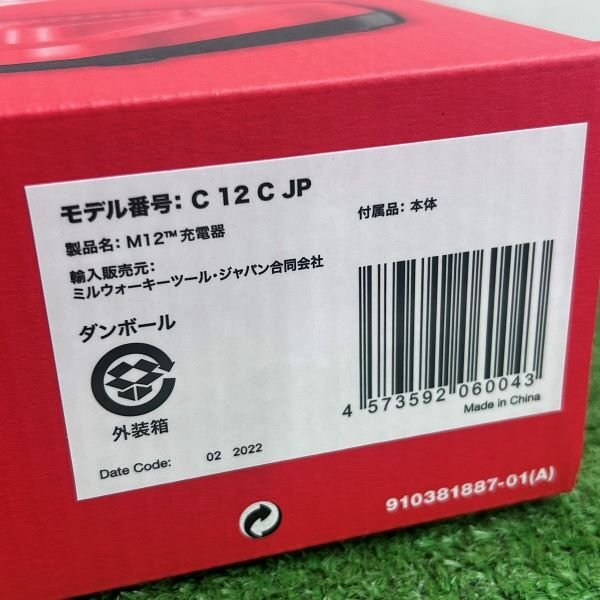 モデル番号: C 12 C JP
製品名: M12™ 充電器
輸入販売元:
ミルウォーキーツール・ジャパン合同会社
ダンボール
外装箱
Date Code: 02 2022
付属品: 本体
4 573592 060043
Made in China
910381887-01(A)